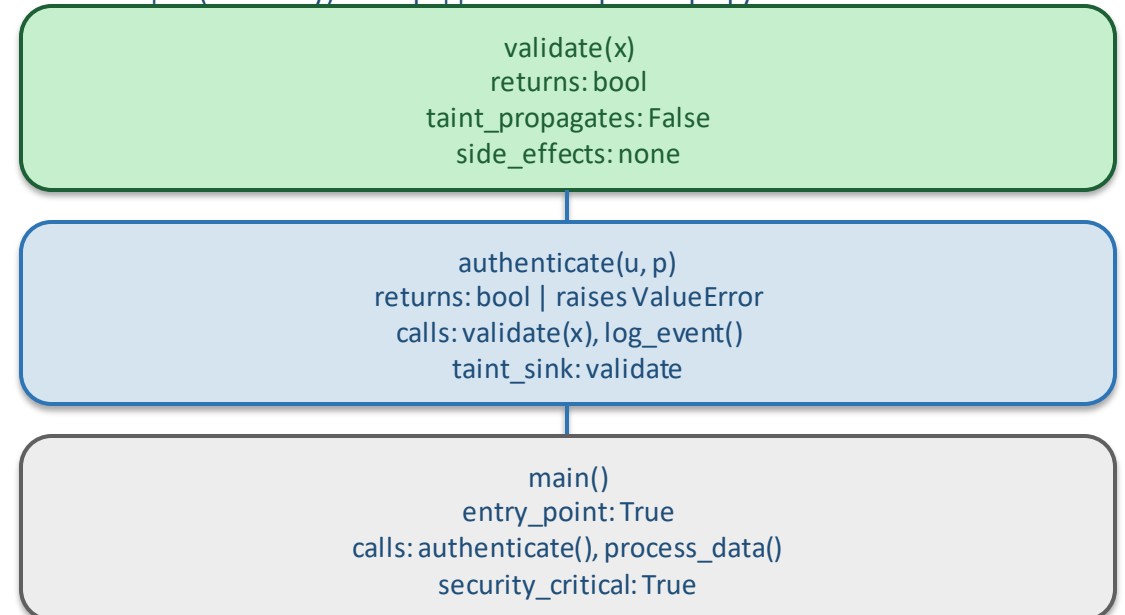 validate(x)
returns: bool
taint_propagates: False
side_effects: none
authenticate(u, p)
returns: bool | raises ValueError
calls: validate(x), log_event()
taint_sink: validate
main()
entry_point: True
calls: authenticate(), process_data()
security_critical: True